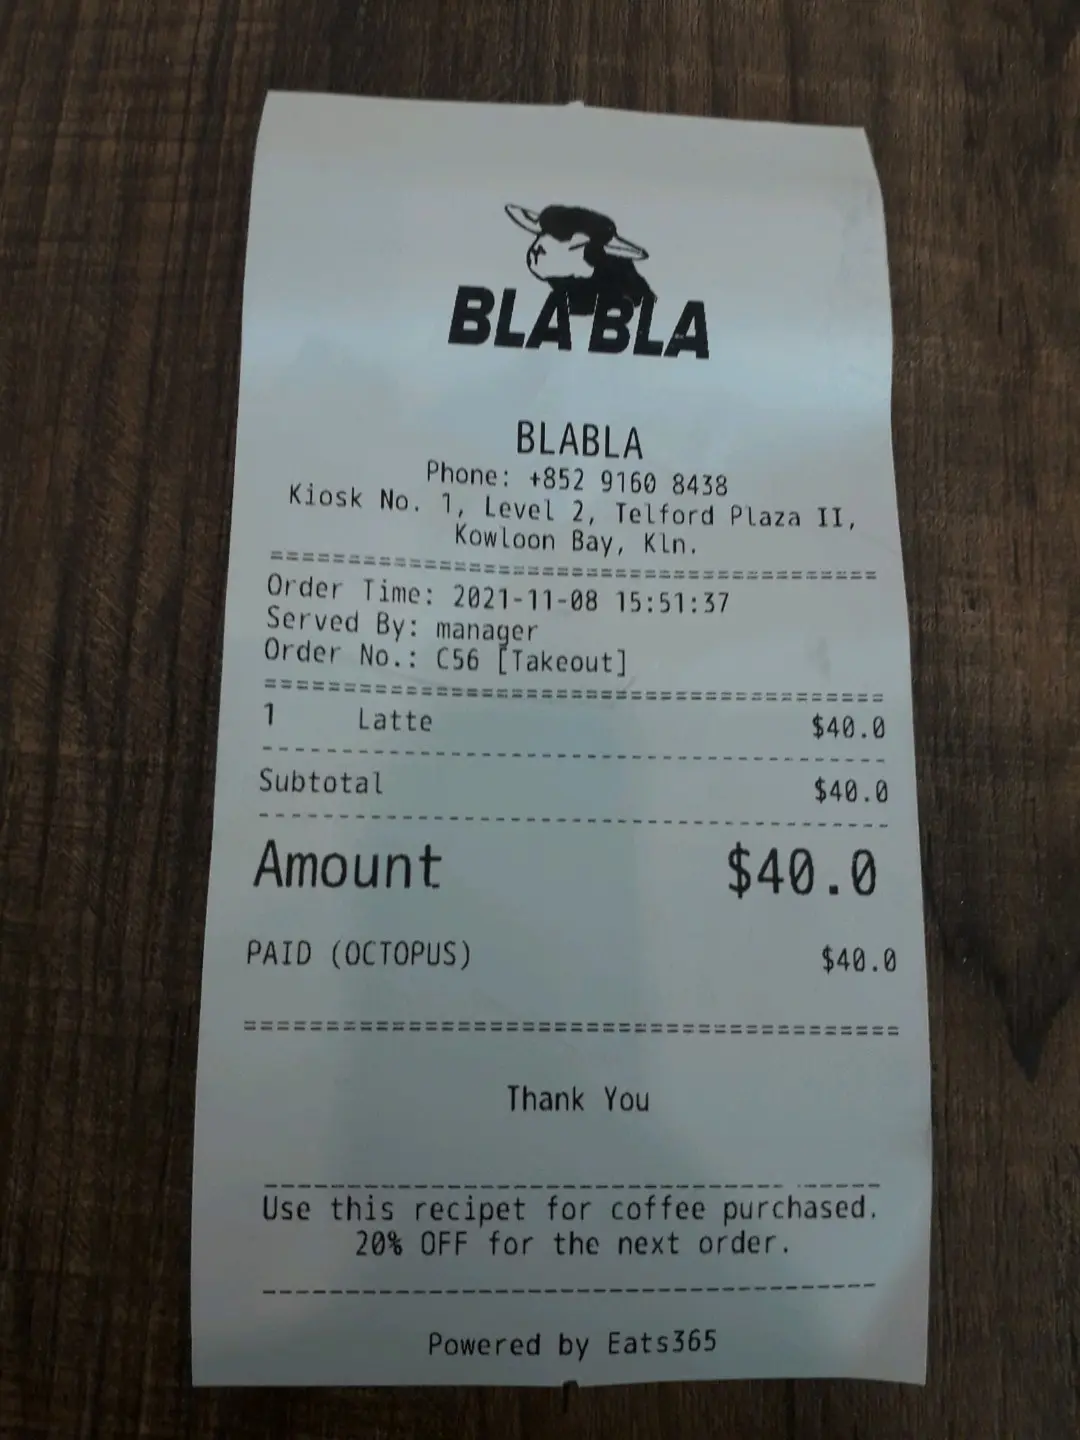 BLA BLA
BLABLA
Phone: +852 9160 8438
Kiosk No. 1, Level 2, Telford Plaza II,
Kowloon Bay, Kln.
========================================
Order Time: 2021-11-08 15:51:37
Served By: manager
Order No.: C56 [Takeout]
========================================
1 Latte $40.0
----------------------------------------
Subtotal $40.0
----------------------------------------
Amount $40.0
PAID (OCTOPUS) $40.0
========================================
Thank You
----------------------------------------
Use this recipet for coffee purchased.
20% OFF for the next order.
----------------------------------------
Powered by Eats365